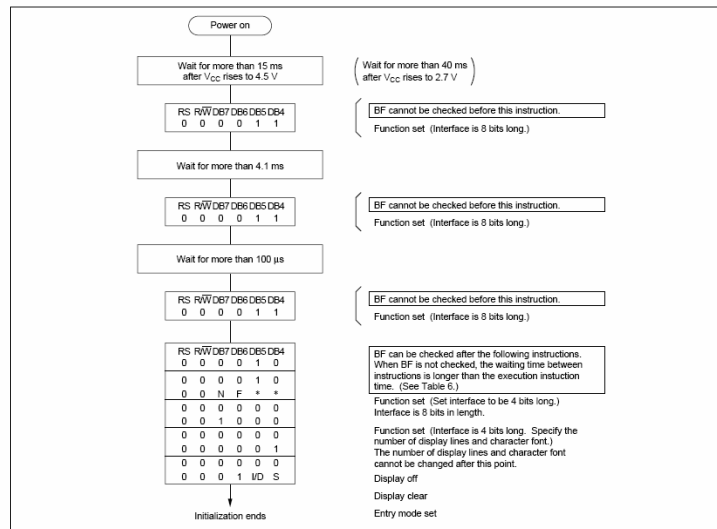 Power on
Wait for more than 15 ms
after VCC rises to 4.5 V
Wait for more than 40 ms
after VCC rises to 2.7 V
RS R/W DB7 DB6 DB5 DB4
0 0 0 0 1 1
BF cannot be checked before this instruction.
Function set (Interface is 8 bits long.)
Wait for more than 4.1 ms
RS R/W DB7 DB6 DB5 DB4
0 0 0 0 1 1
BF cannot be checked before this instruction.
Function set (Interface is 8 bits long.)
Wait for more than 100 µs
RS R/W DB7 DB6 DB5 DB4
0 0 0 0 1 1
BF cannot be checked before this instruction.
Function set (Interface is 8 bits long.)
RS R/W DB7 DB6 DB5 DB4
0 0 0 0 1 0
0 0 0 0 1 0
0 0 N F * *
0 0 0 0 0 0
0 0 1 0 0 0
0 0 0 0 0 0
0 0 0 0 0 1
0 0 0 0 0 0
0 0 0 1 I/D S
BF can be checked after the following instructions.
When BF is not checked, the waiting time between
instructions is longer than the execution instuction
time. (See Table 6.)
Function set (Set interface to be 4 bits long.)
Interface is 8 bits in length.
Function set (Interface is 4 bits long. Specify the
number of display lines and character font.)
The number of display lines and character font
cannot be changed after this point.
Display off
Display clear
Entry mode set
Initialization ends